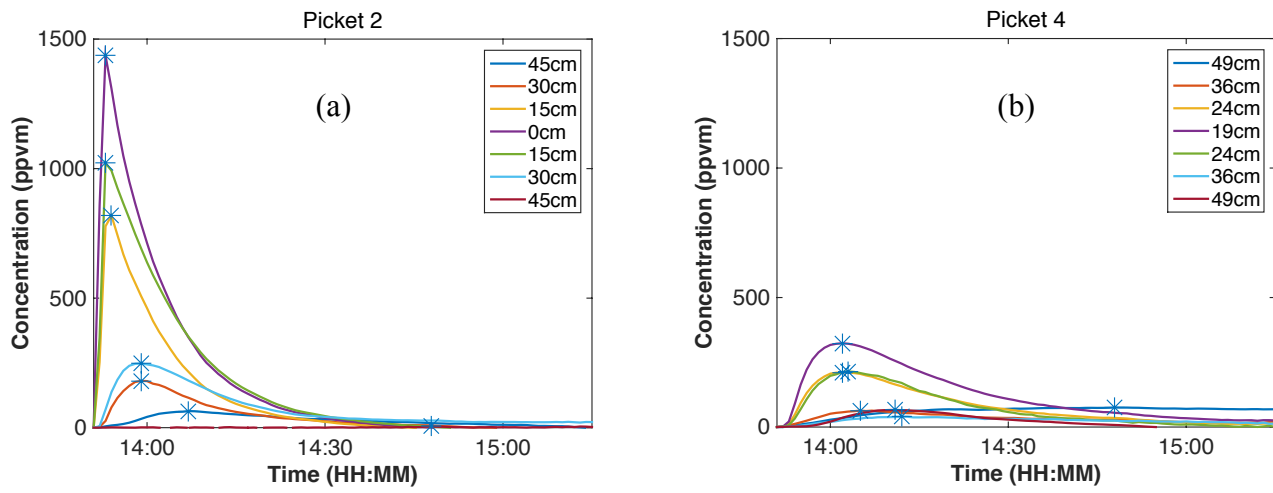 Picket 2
1500
1000
500
0
Concentration (ppvm)
14:00
14:30
15:00
Time (HH:MM)
(a)
45cm
30cm
15cm
0cm
15cm
30cm
45cm
Picket 4
1500
1000
500
0
Concentration (ppvm)
14:00
14:30
15:00
Time (HH:MM)
(b)
49cm
36cm
24cm
19cm
24cm
36cm
49cm